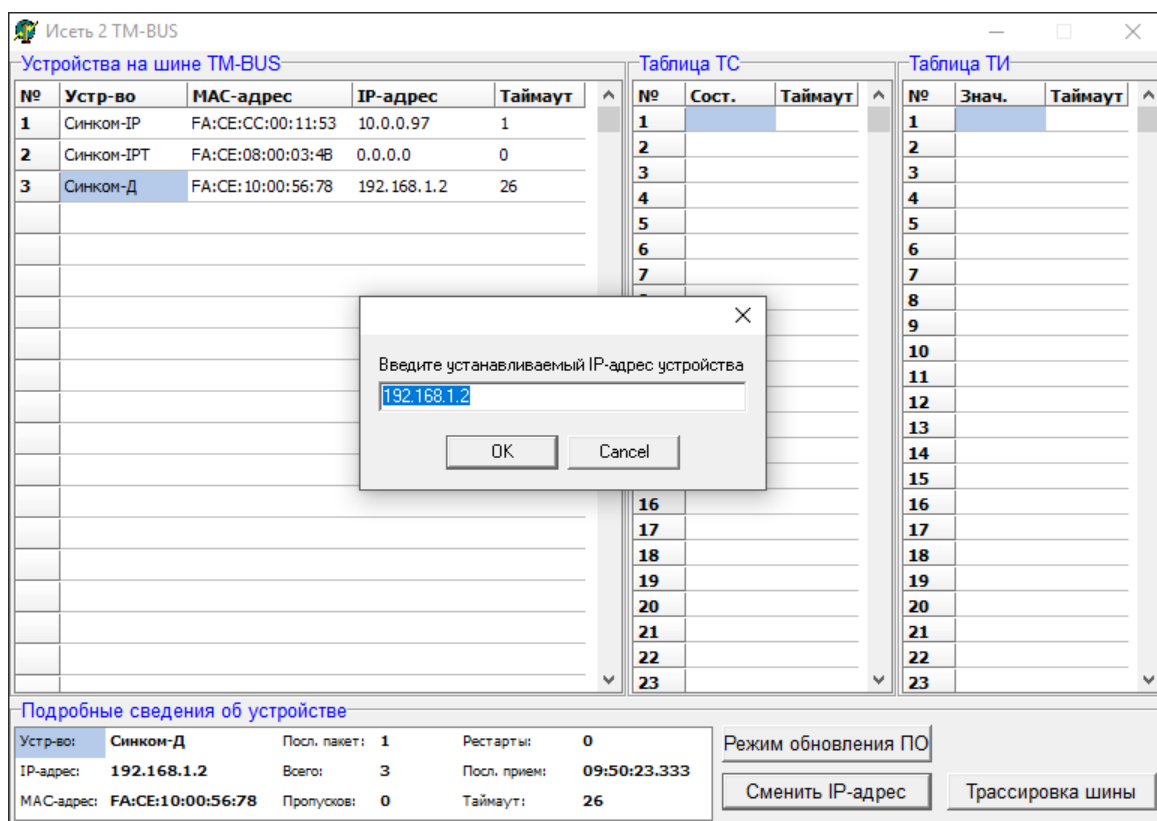 Исеть 2 TM-BUS
Устройства на шине TM-BUS
№ Устр-во MAC-адрес IP-адрес Таймаут
1 Синком-IP FA:CE:CC:00:11:53 10.0.0.97 1
2 Синком-IPT FA:CE:08:00:03:4B 0.0.0.0 0
3 Синком-Д FA:CE:10:00:56:78 192.168.1.2 26
Таблица ТС
№ Сост. Таймаут
1
2
3
4
5
6
7
16
17
18
19
20
21
22
23
Таблица ТИ
№ Знач. Таймаут
1
2
3
4
5
6
7
8
9
10
11
12
13
14
15
16
17
18
19
20
21
22
23
Введите устанавливаемый IP-адрес устройства
192.168.1.2
OK Cancel
Подробные сведения об устройстве
Устр-во: Синком-Д Посл. пакет: 1 Рестарты: 0
IP-адрес: 192.168.1.2 Всего: 3 Посл. прием: 09:50:23.333
MAC-адрес: FA:CE:10:00:56:78 Пропусков: 0 Таймаут: 26
Режим обновления ПО
Сменить IP-адрес Трассировка шины